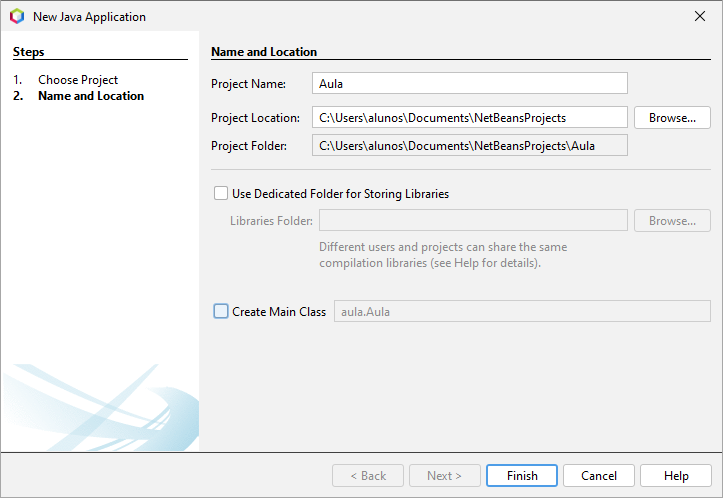 New Java Application
Steps
1. Choose Project
2. Name and Location
Name and Location
Project Name: Aula
Project Location: C:\Users\alunos\Documents\NetBeansProjects Browse...
Project Folder: C:\Users\alunos\Documents\NetBeansProjects\Aula
Use Dedicated Folder for Storing Libraries
Libraries Folder: Browse...
Different users and projects can share the same
compilation libraries (see Help for details).
Create Main Class aula.Aula
< Back Next > Finish Cancel Help